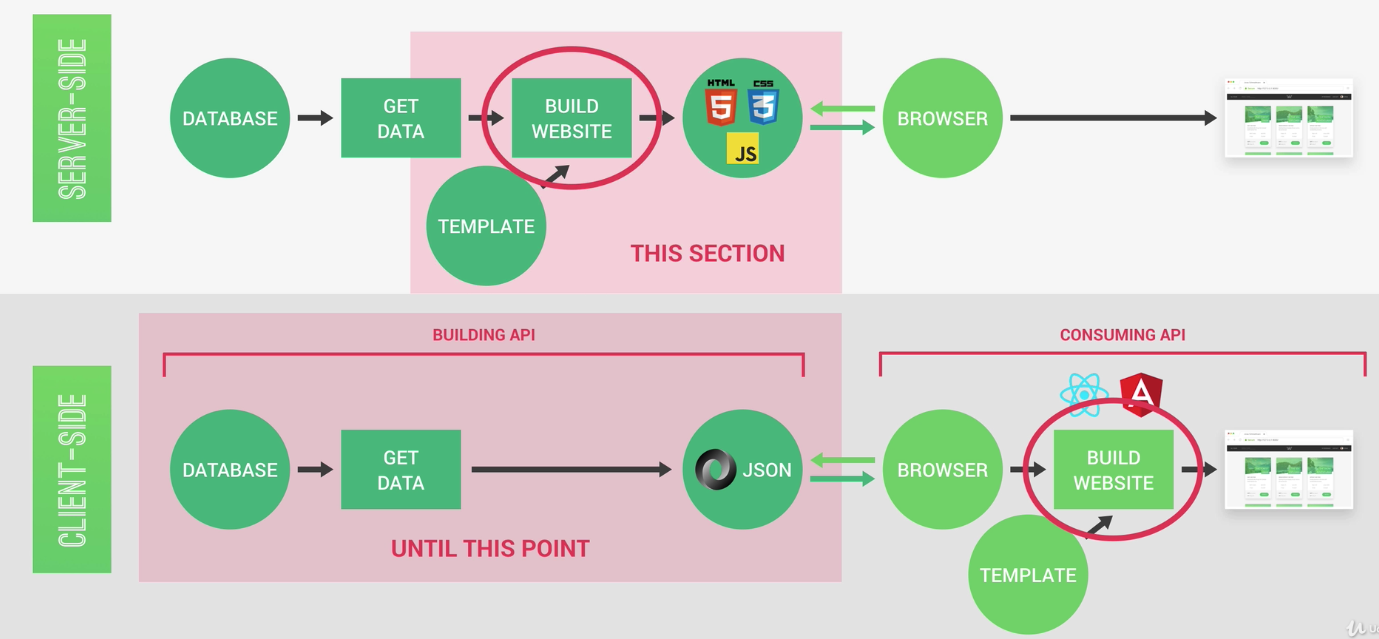 SERVER-SIDE
DATABASE
GET
DATA
BUILD
WEBSITE
TEMPLATE
HTML
5
CSS
3
JS
BROWSER
THIS SECTION
CLIENT-SIDE
BUILDING API
CONSUMING API
DATABASE
GET
DATA
JSON
BROWSER
BUILD
WEBSITE
TEMPLATE
UNTIL THIS POINT